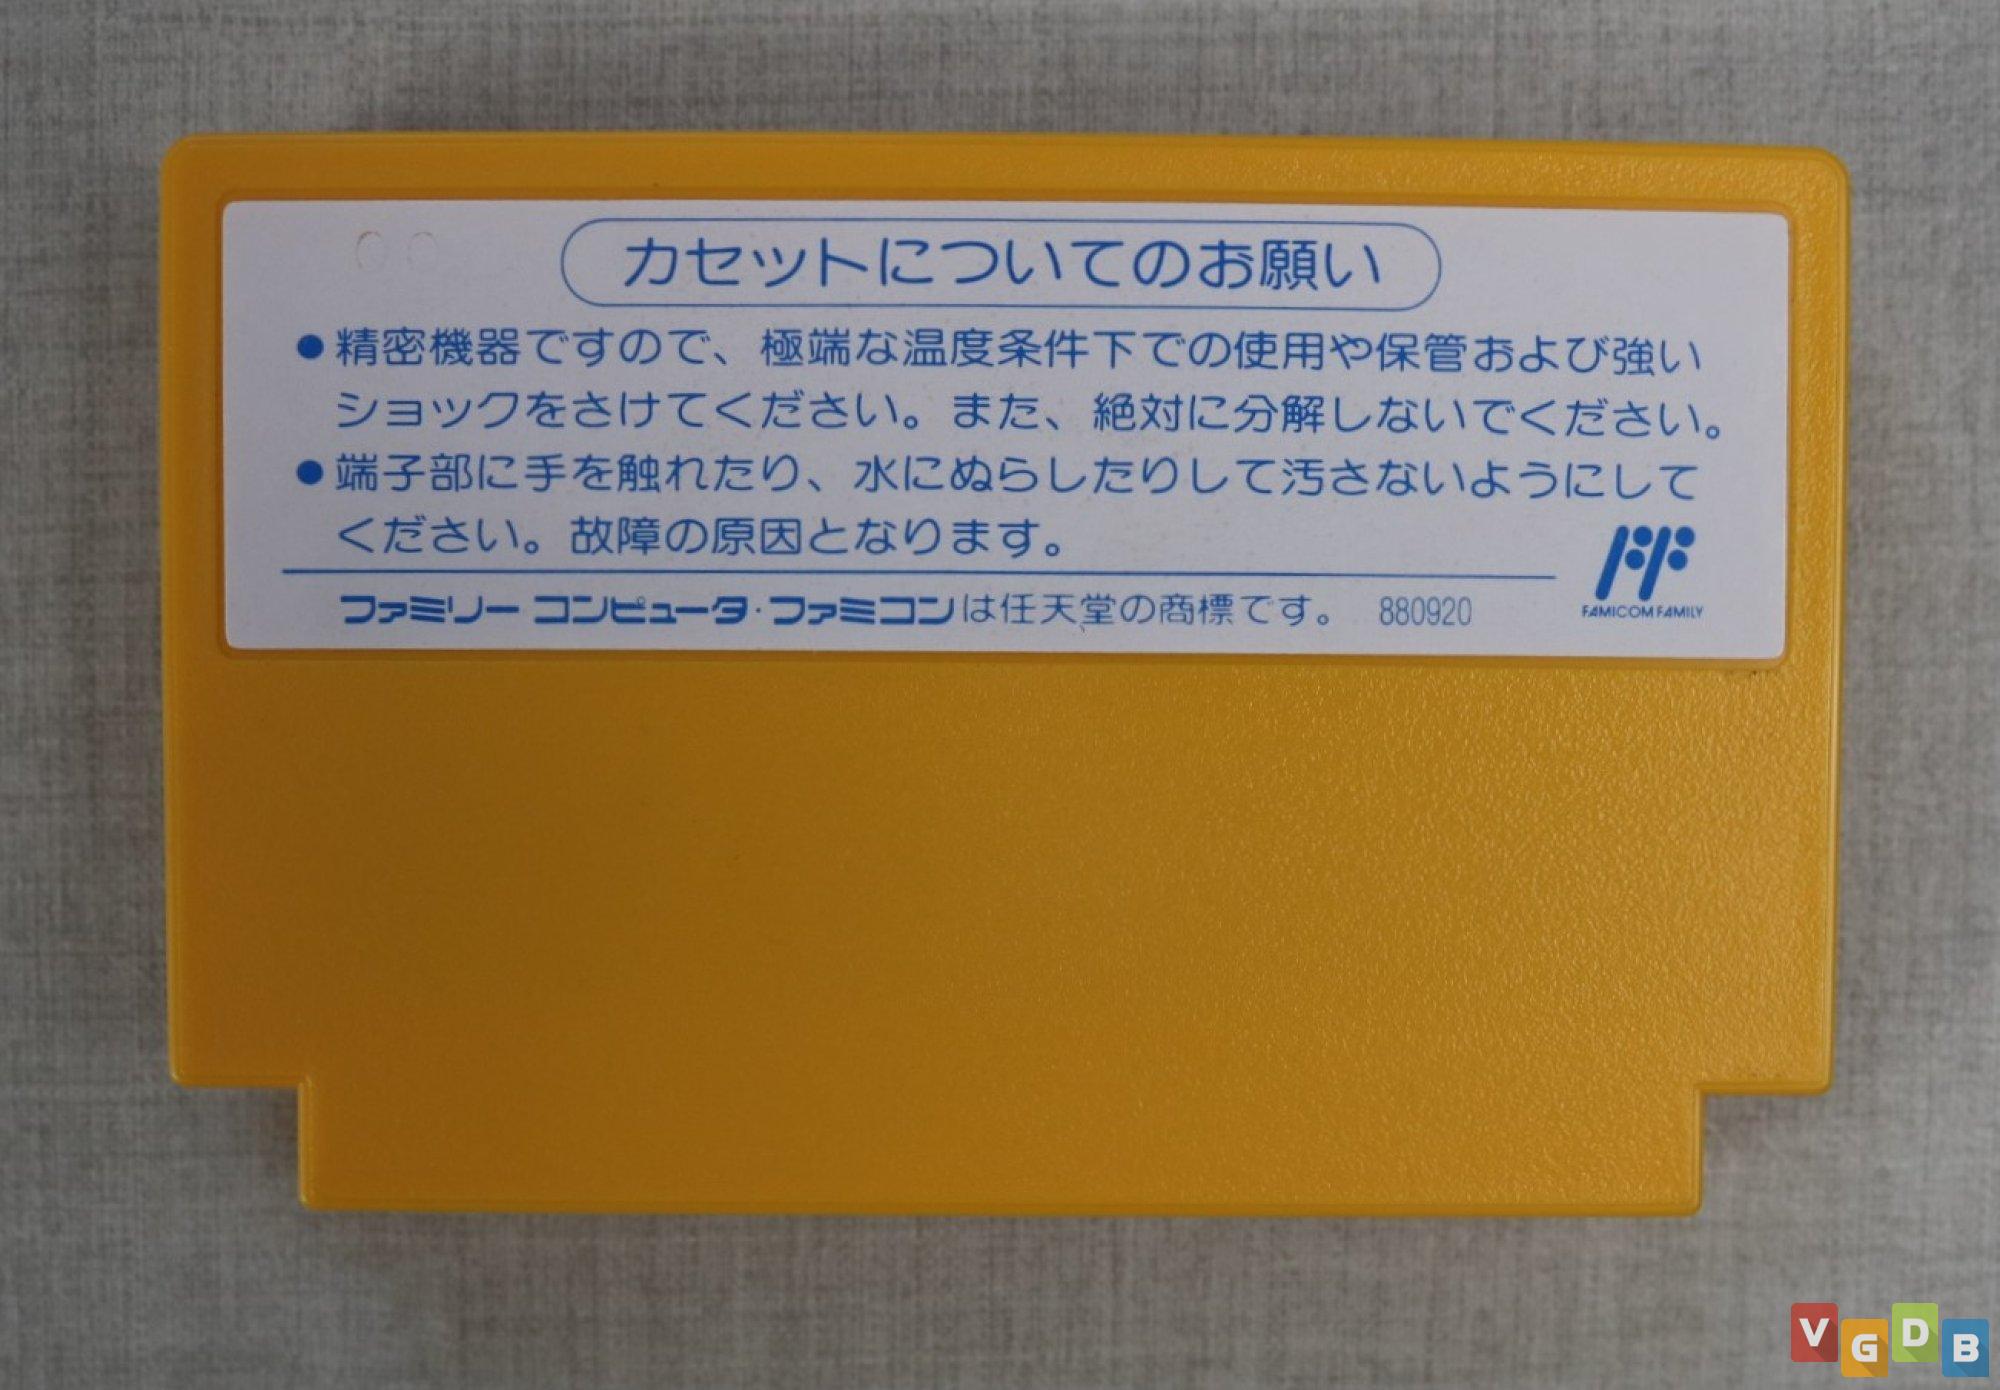 カセットについてのお願い
●精密機器ですので、極端な温度条件下での使用や保管および強い
ショックをさけてください。また、絶対に分解しないでください。
●端子部に手を触れたり、水にぬらしたりして汚さないようにして
ください。故障の原因となります。
ファミリーコンピュータ·ファミコンは任天堂の商標です。 880920
FF
FAMICOM FAMILY
VGDB